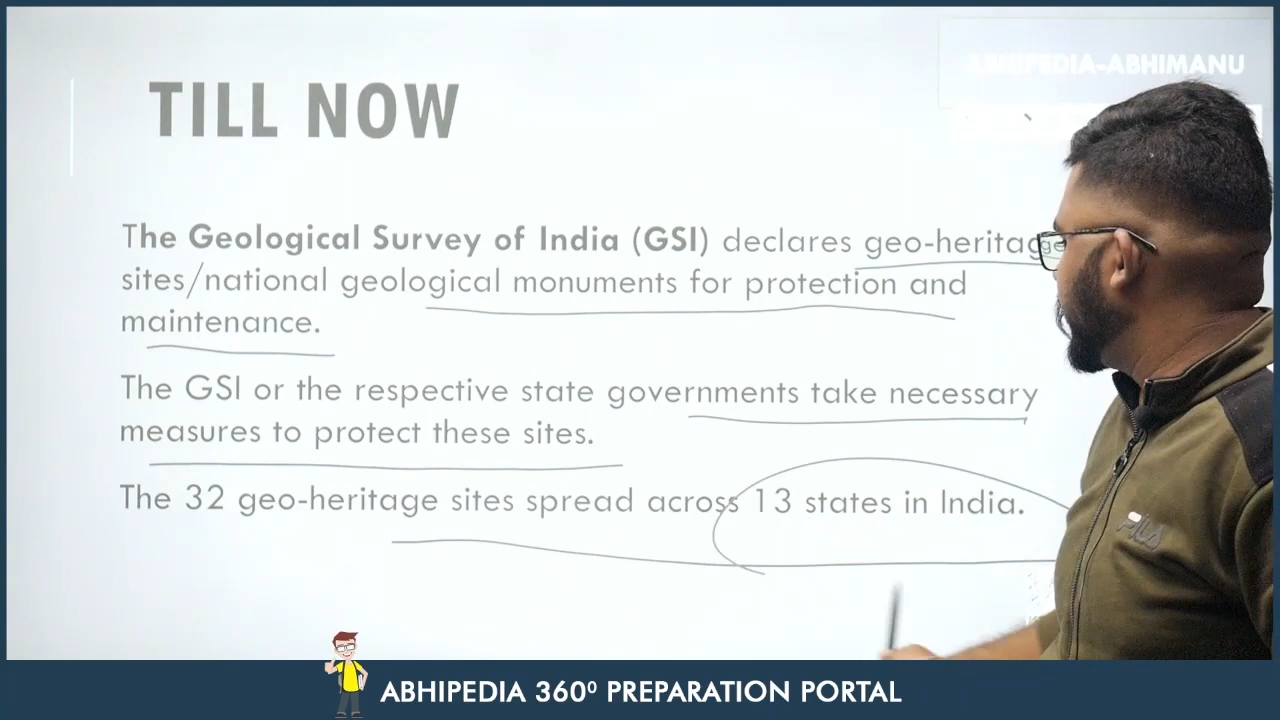 ABHIPEDIA-ABHIMANU
TILL NOW
The Geological Survey of India (GSI) declares geo-heritage
sites/national geological monuments for protection and
maintenance.
The GSI or the respective state governments take necessary
measures to protect these sites.
The 32 geo-heritage sites spread across 13 states in India.
ABHIPEDIA 360⁰ PREPARATION PORTAL